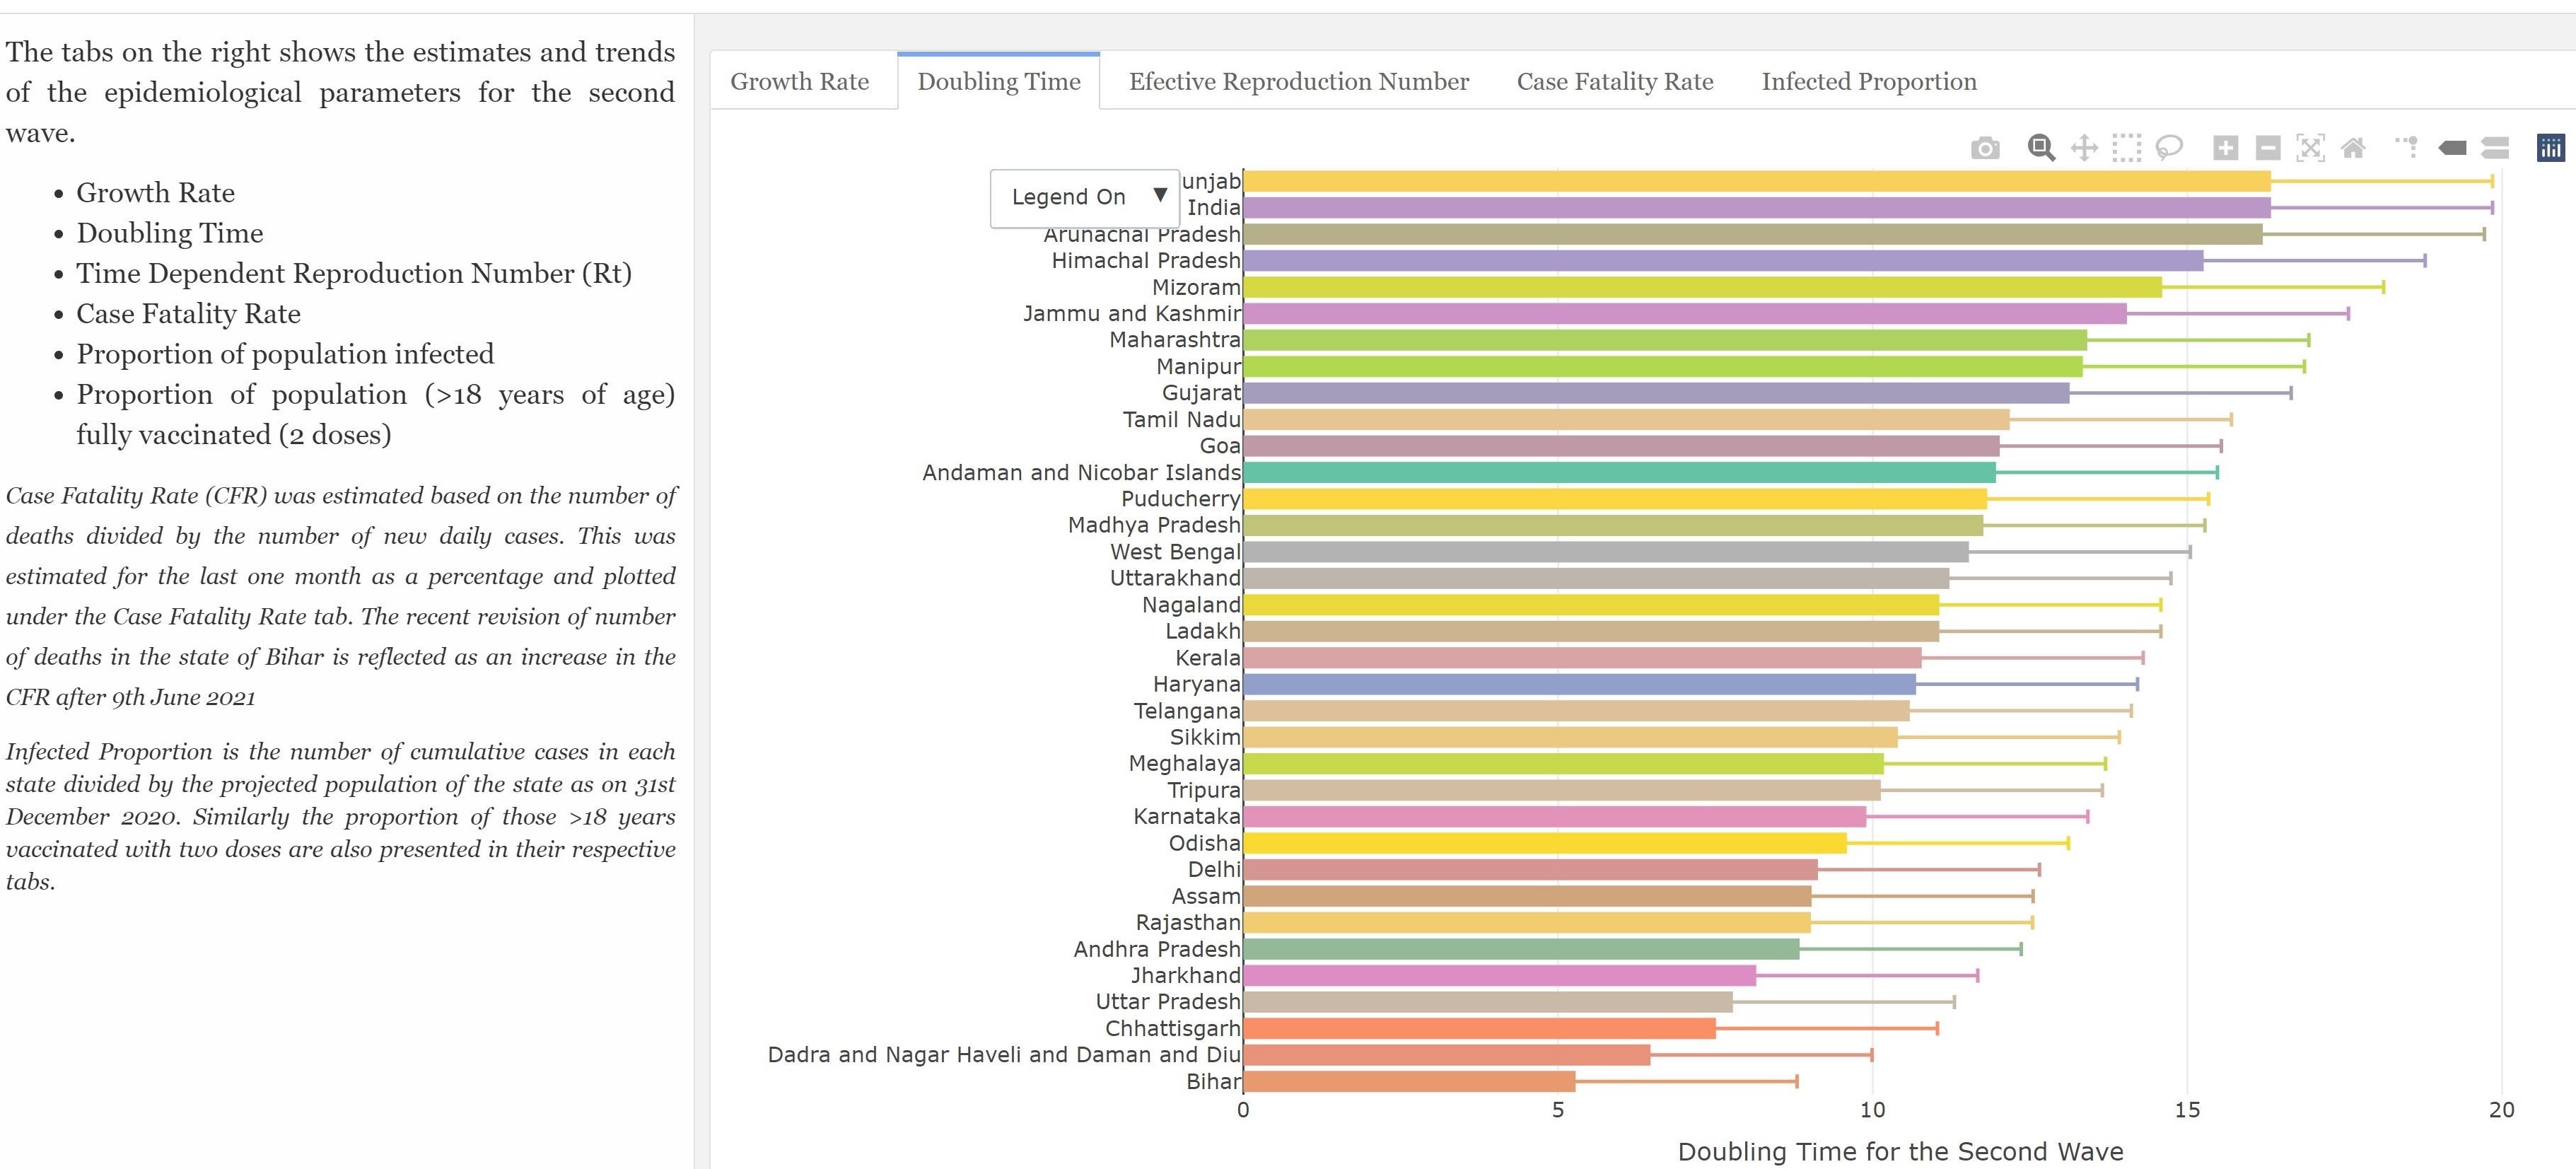 The tabs on the right shows the estimates and trends
of the epidemiological parameters for the second
wave.
• Growth Rate
• Doubling Time
• Time Dependent Reproduction Number (Rt)
• Case Fatality Rate
• Proportion of population infected
• Proportion of population (>18 years of age)
fully vaccinated (2 doses)
Case Fatality Rate (CFR) was estimated based on the number of
deaths divided by the number of new daily cases. This was
estimated for the last one month as a percentage and plotted
under the Case Fatality Rate tab. The recent revision of number
of deaths in the state of Bihar is reflected as an increase in the
CFR after 9th June 2021
Infected Proportion is the number of cumulative cases in each
state divided by the projected population of the state as on 31st
December 2020. Similarly the proportion of those >18 years
vaccinated with two doses are also presented in their respective
tabs.
Growth Rate Doubling Time Efective Reproduction Number Case Fatality Rate Infected Proportion
Legend On ▼
unjab
India
Arunachal Pradesh
Himachal Pradesh
Mizoram
Jammu and Kashmir
Maharashtra
Manipur
Gujarat
Tamil Nadu
Goa
Andaman and Nicobar Islands
Puducherry
Madhya Pradesh
West Bengal
Uttarakhand
Nagaland
Ladakh
Kerala
Haryana
Telangana
Sikkim
Meghalaya
Tripura
Karnataka
Odisha
Delhi
Assam
Rajasthan
Andhra Pradesh
Jharkhand
Uttar Pradesh
Chhattisgarh
Dadra and Nagar Haveli and Daman and Diu
Bihar
0 5 10 15 20
Doubling Time for the Second Wave